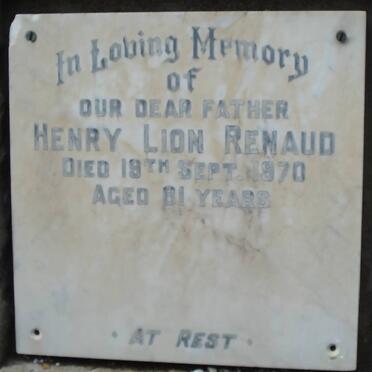 In Loving Memory
of
OUR DEAR FATHER
HENRY LION RENAUD
DIED 19TH SEPT. 1970
AGED 81 YEARS
· AT REST ·